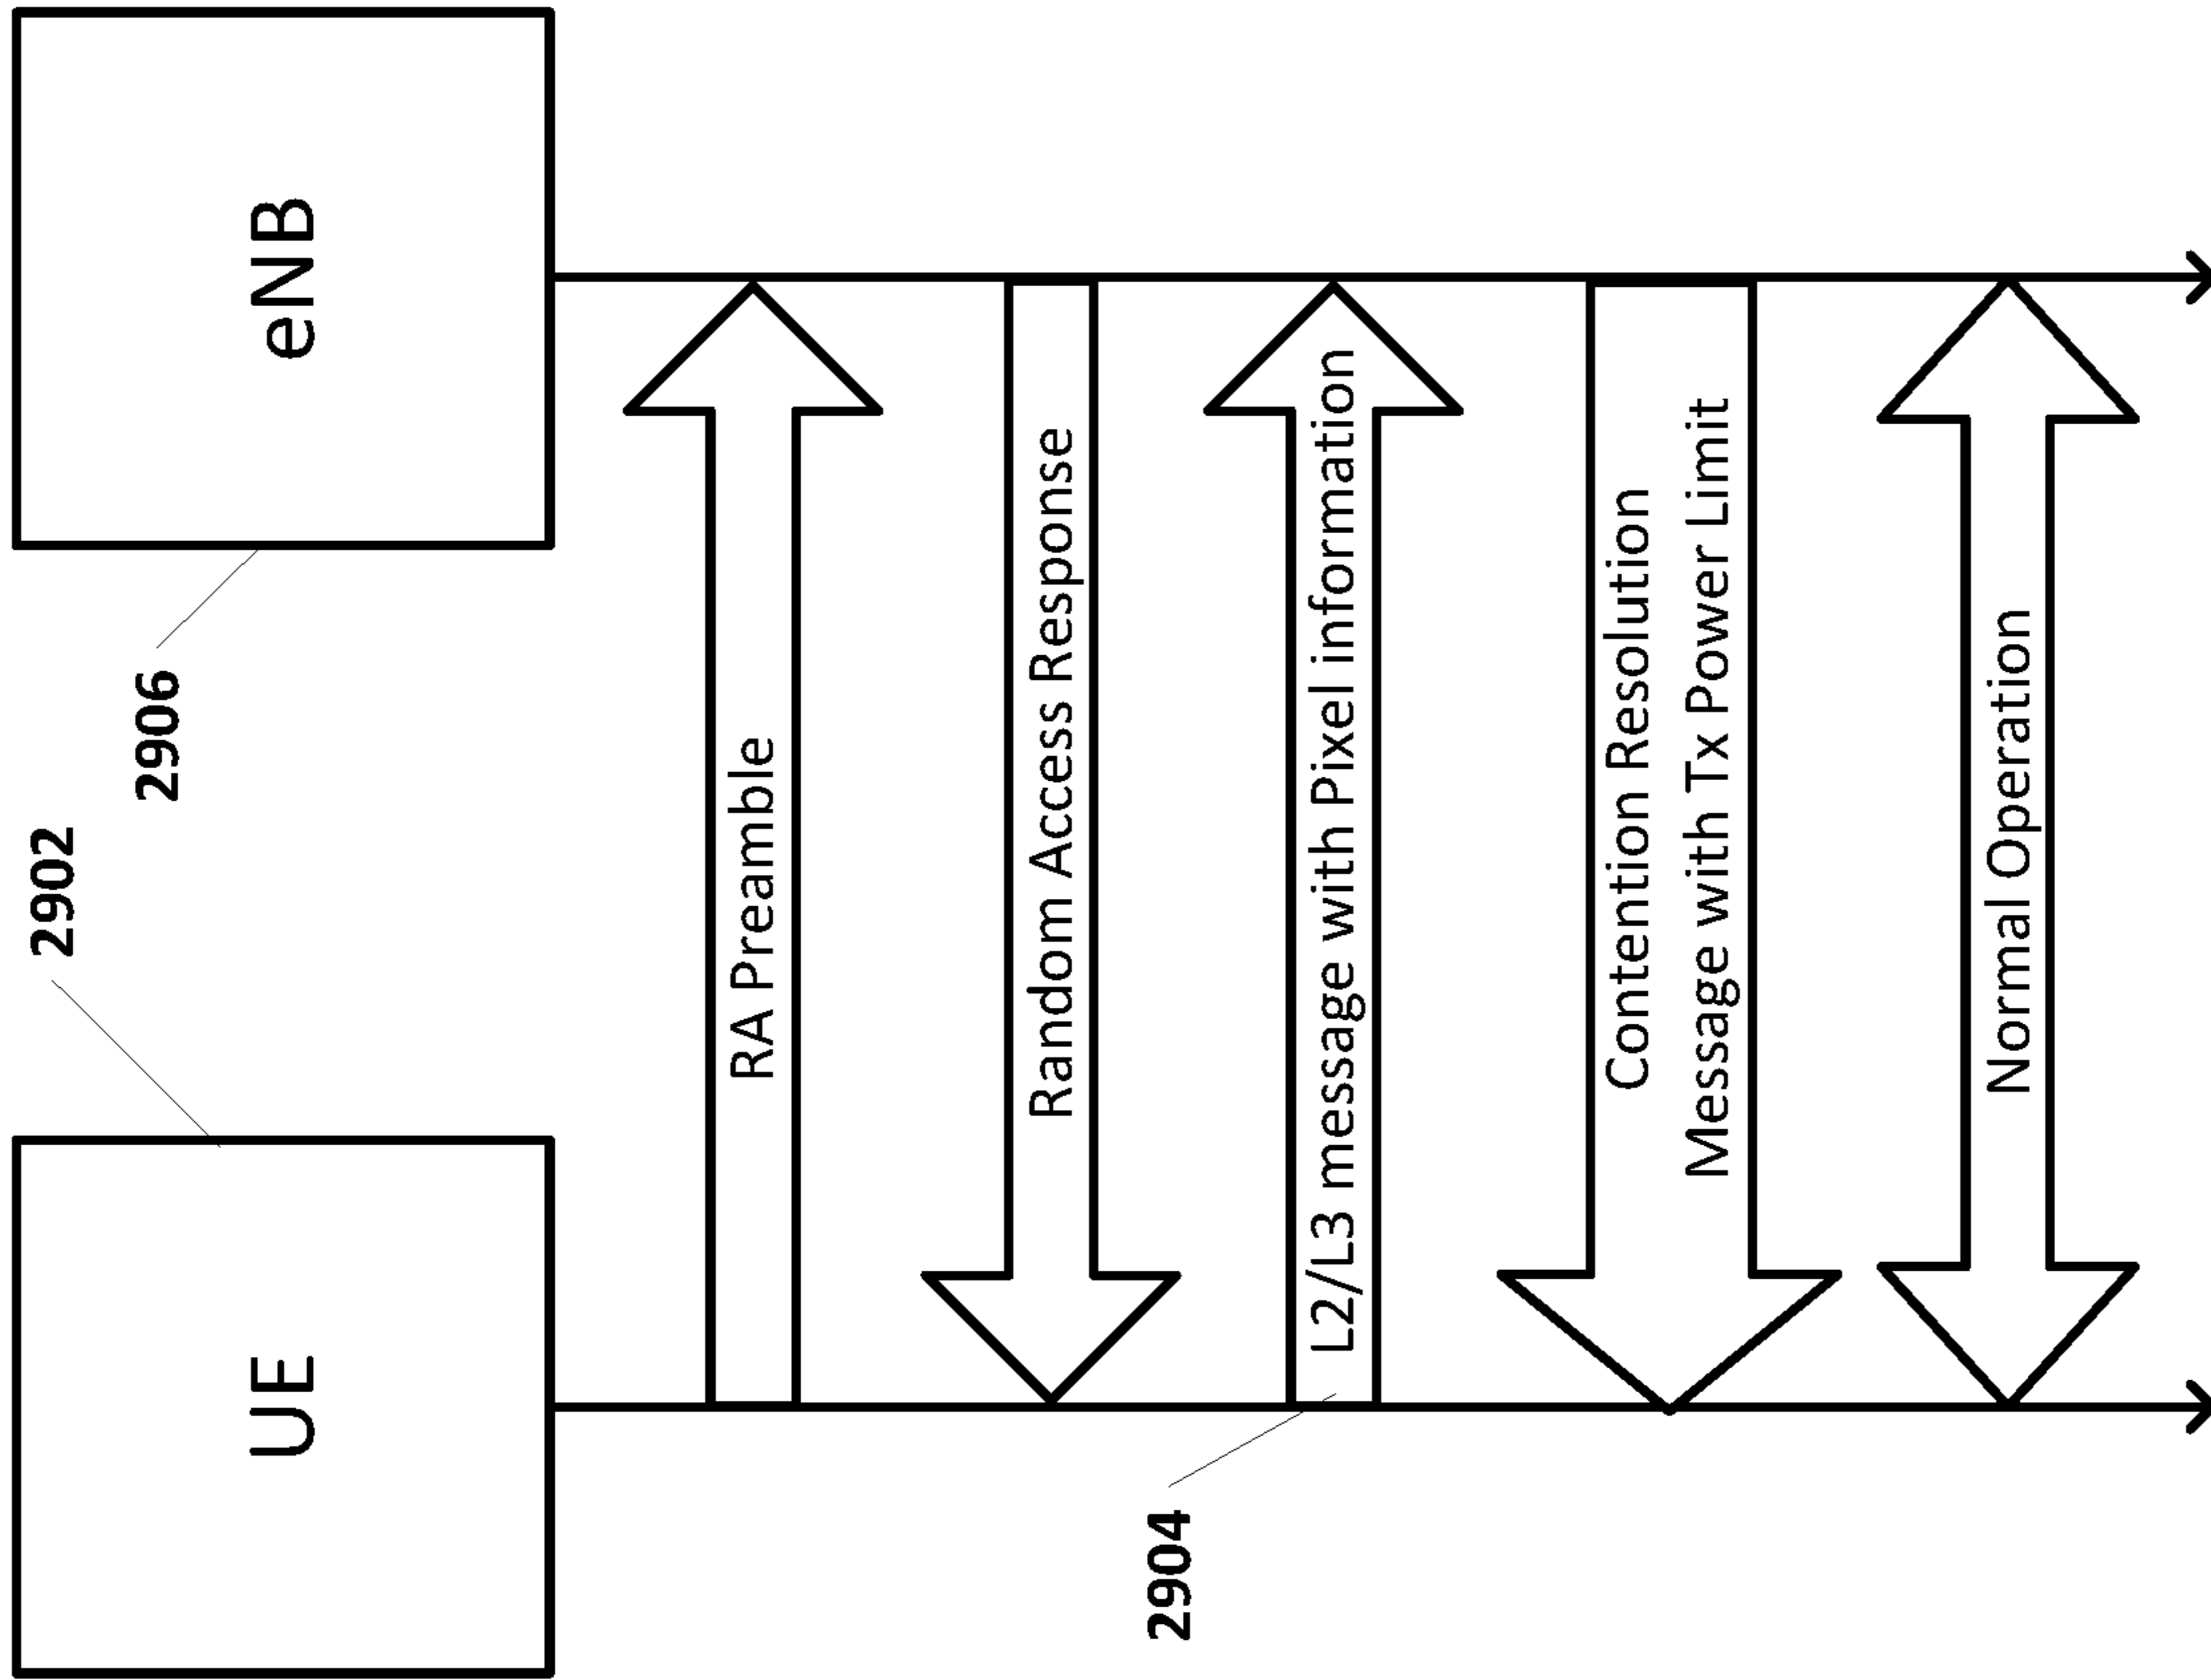 UE
eNB
2902
2906
RA Preamble
Random Access Response
L2/L3 message with Pixel information
2904
Contention Resolution
Message with Tx Power Limit
Normal Operation